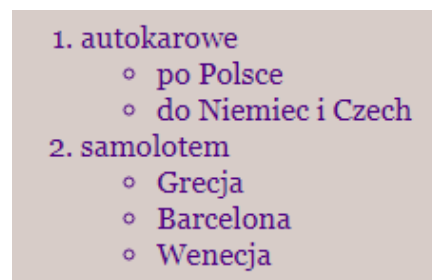 1. autokarowe
◦ po Polsce
◦ do Niemiec i Czech
2. samolotem
◦ Grecja
◦ Barcelona
◦ Wenecja